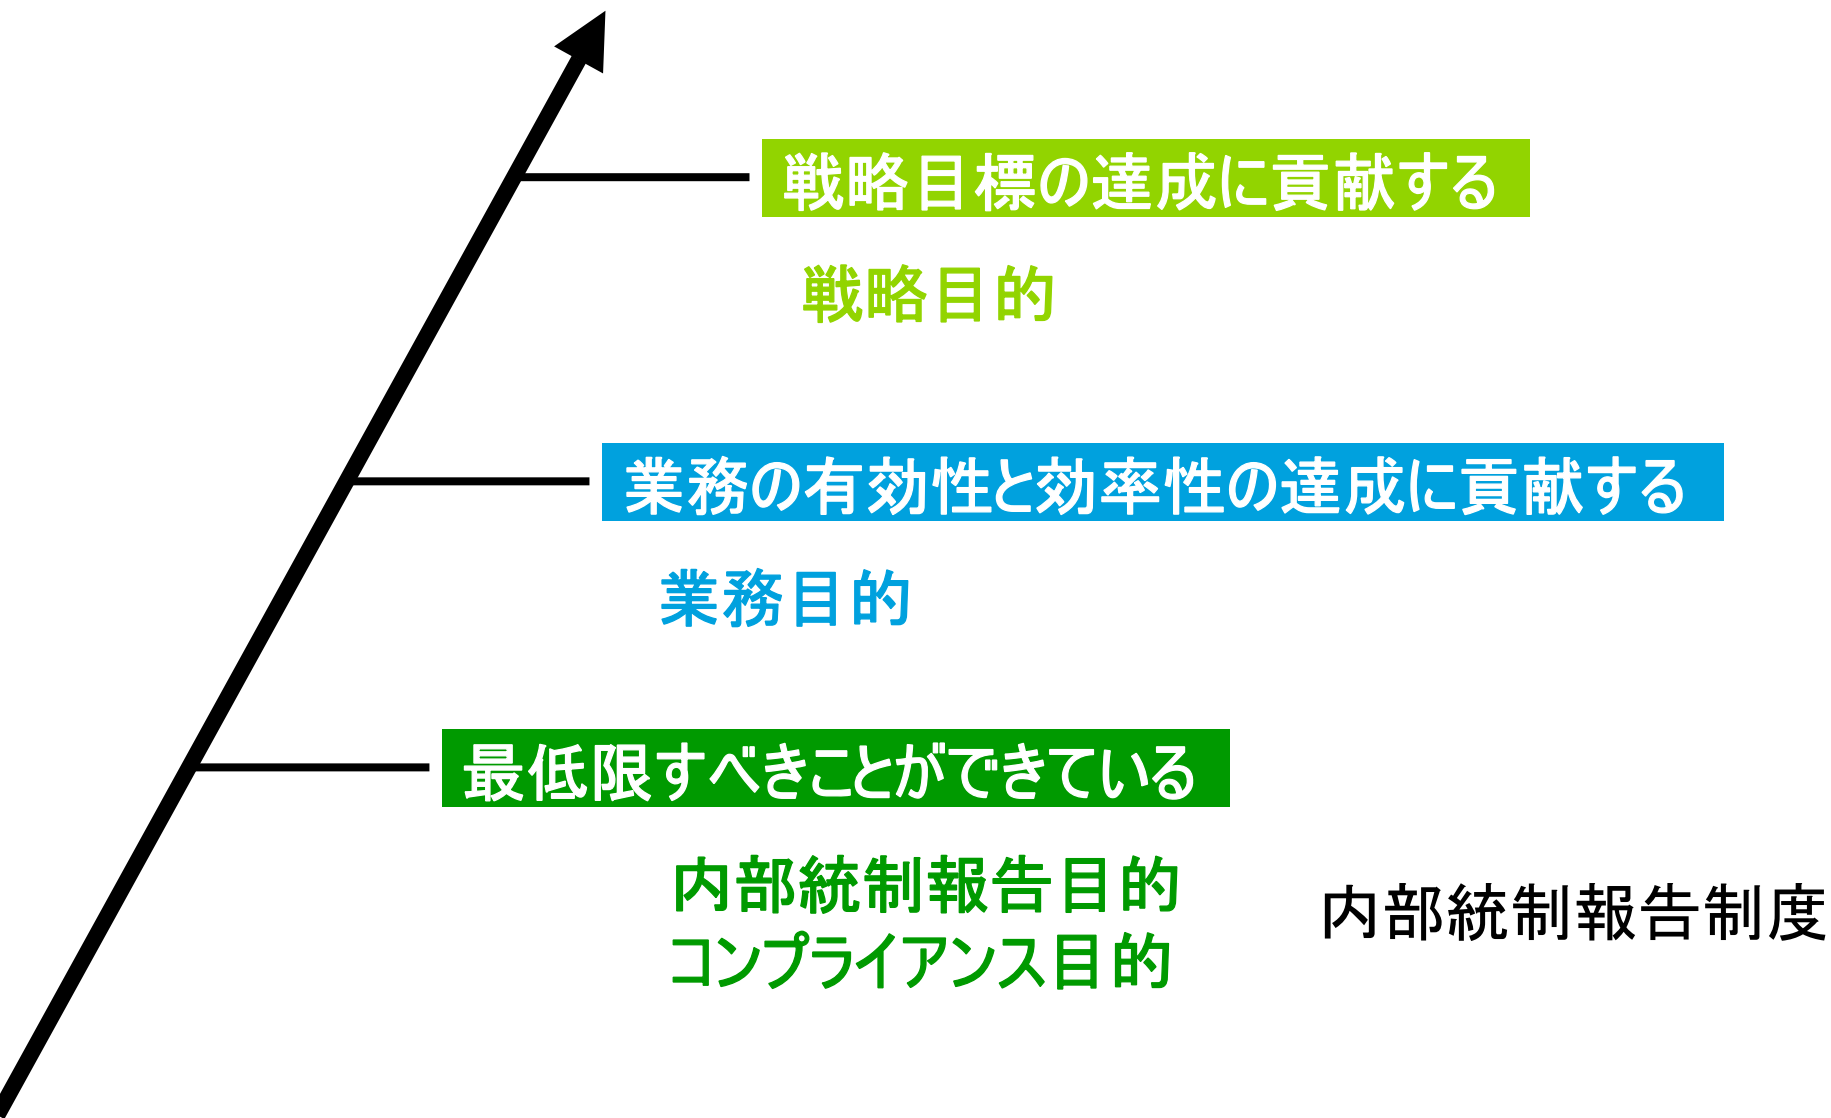 戦略目標の達成に貢献する
戦略目的
業務の有効性と効率性の達成に貢献する
業務目的
最低限すべきことができている
内部統制報告目的
コンプライアンス目的
内部統制報告制度